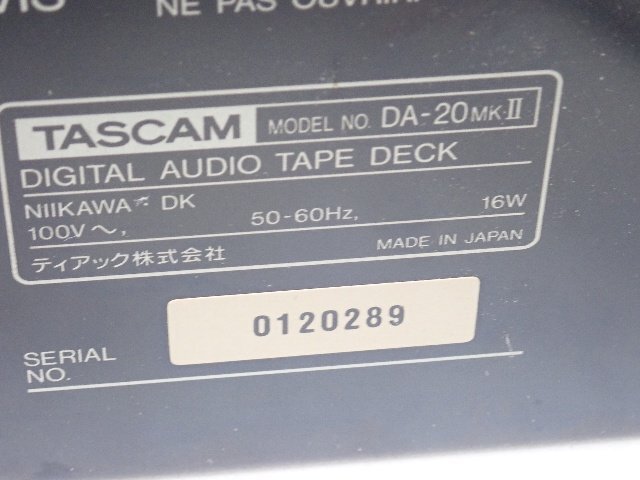 NE PAS OUVRIR
TASCAM MODEL NO. DA-20MKⅡ
DIGITAL AUDIO TAPE DECK
NIIKAWA DK
100V〜, 50-60Hz, 16W
ティアック株式会社 MADE IN JAPAN
0120289
SERIAL
NO.